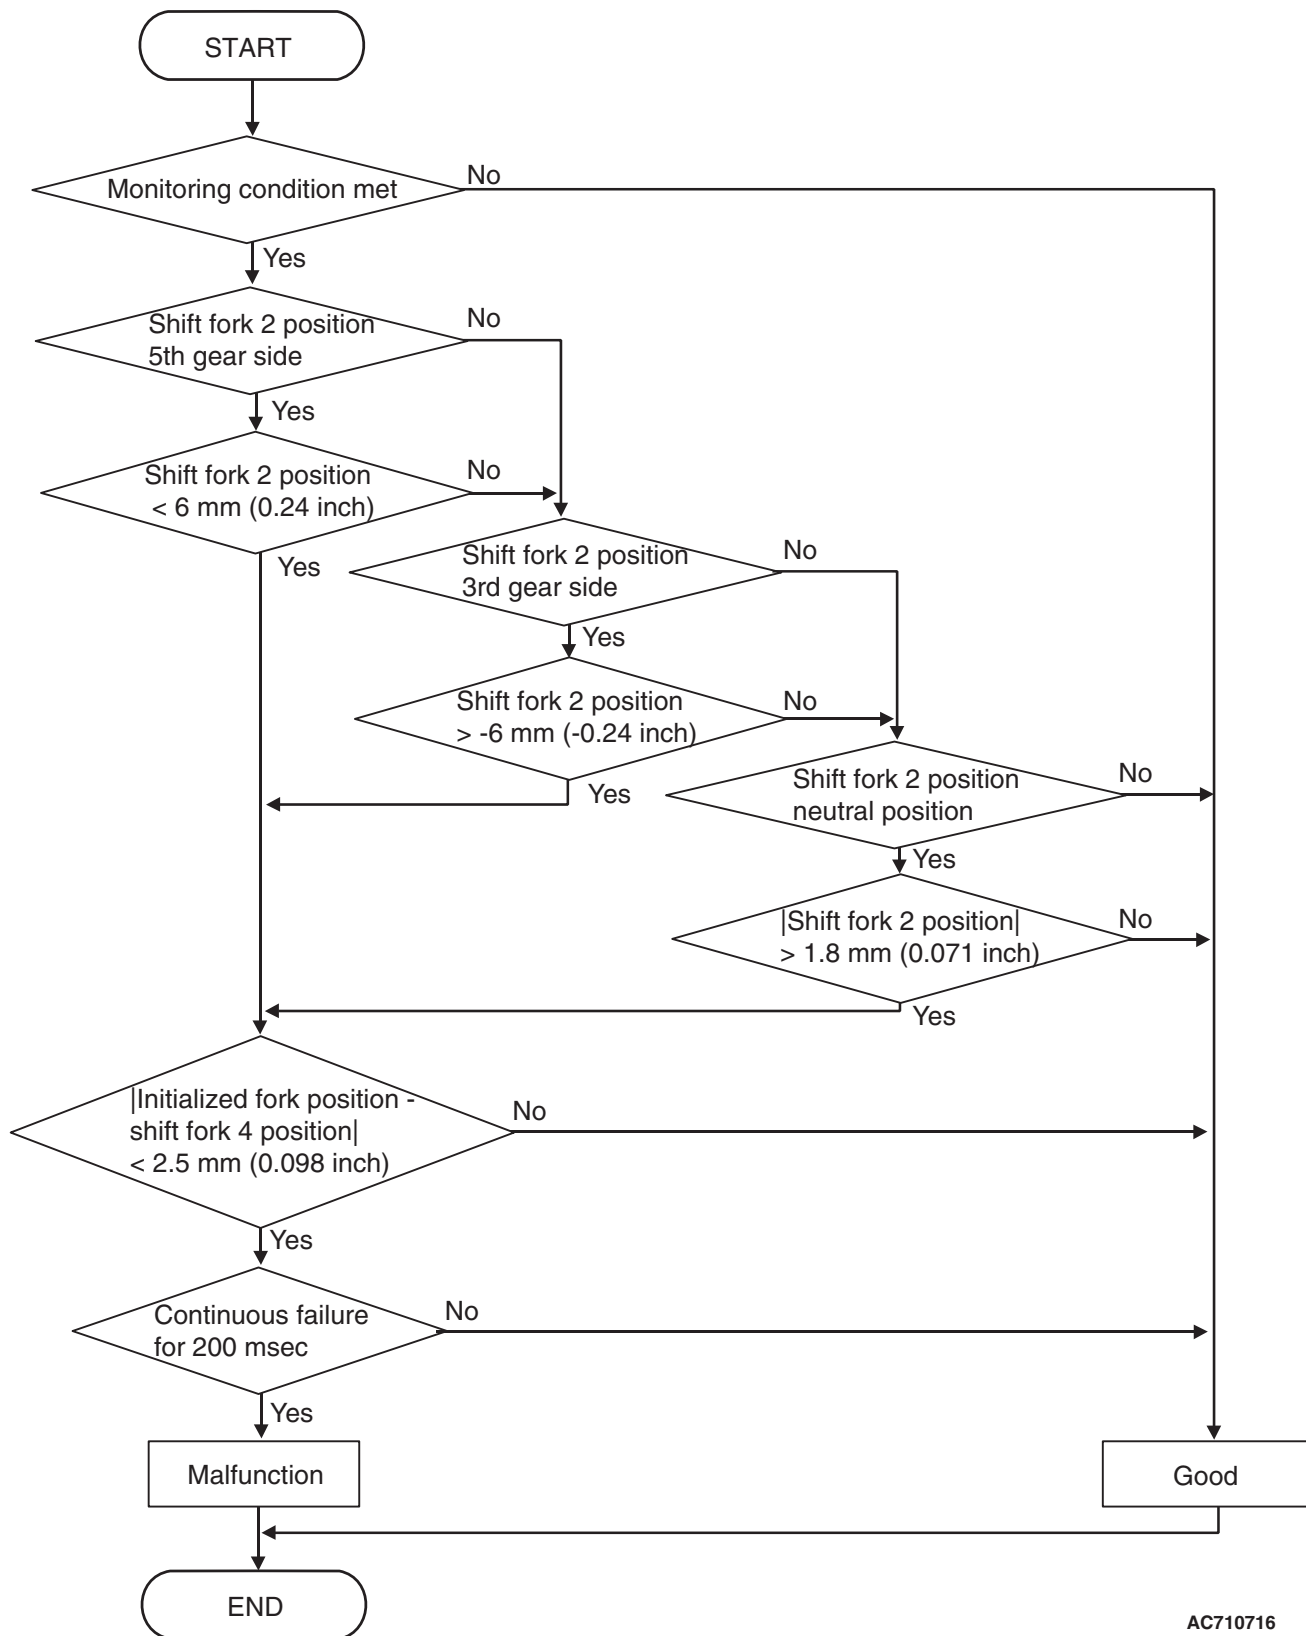 START
Monitoring condition met
No
Yes
Shift fork 2 position
5th gear side
No
Yes
Shift fork 2 position
< 6 mm (0.24 inch)
No
Yes
Shift fork 2 position
3rd gear side
No
Yes
Shift fork 2 position
> -6 mm (-0.24 inch)
No
Yes
Shift fork 2 position
neutral position
No
Yes
|Shift fork 2 position|
> 1.8 mm (0.071 inch)
No
Yes
|Initialized fork position -
shift fork 4 position|
< 2.5 mm (0.098 inch)
No
Yes
Continuous failure
for 200 msec
No
Yes
Malfunction
Good
END
AC710716